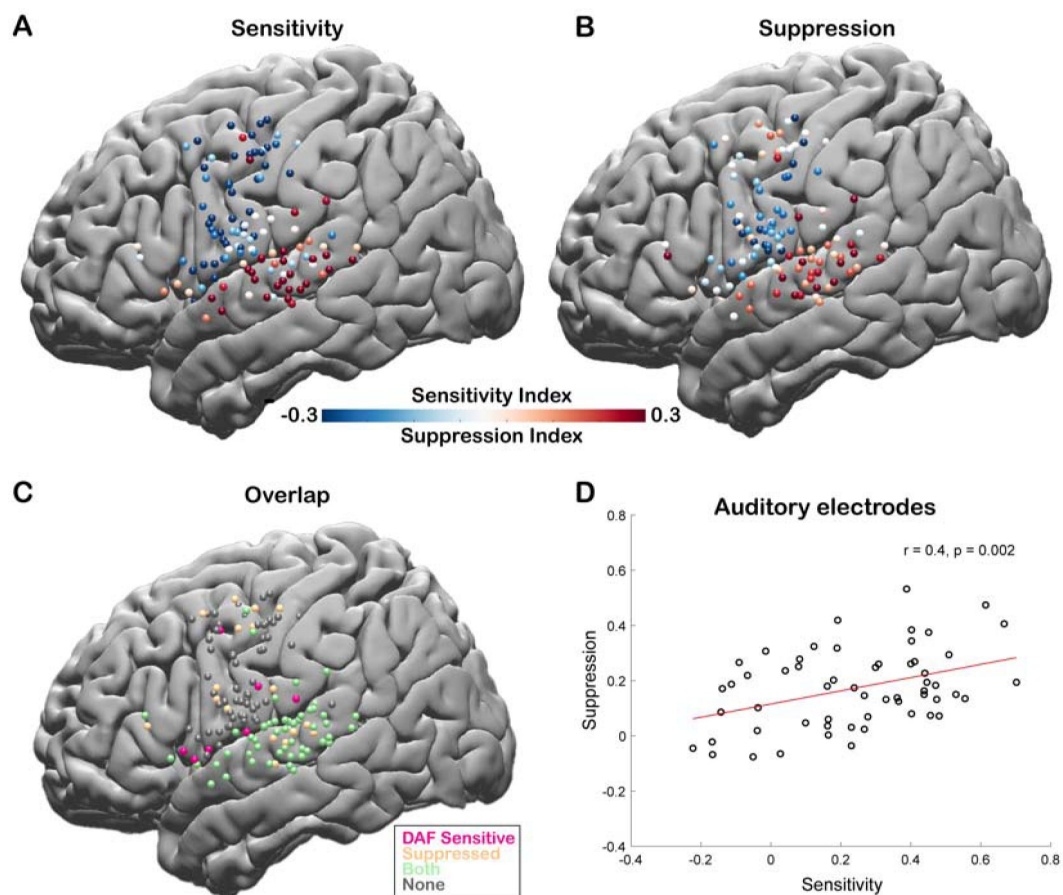 A
Sensitivity
B
Suppression
Sensitivity Index
-0.3
0.3
Suppression Index
C
Overlap
DAF Sensitive
Suppressed
Both
None
D
Auditory electrodes
r = 0.4, p = 0.002
0.8
0.6
0.4
0.2
0
-0.2
-0.4
Suppression
-0.4
-0.2
0
0.2
0.4
0.6
0.8
Sensitivity